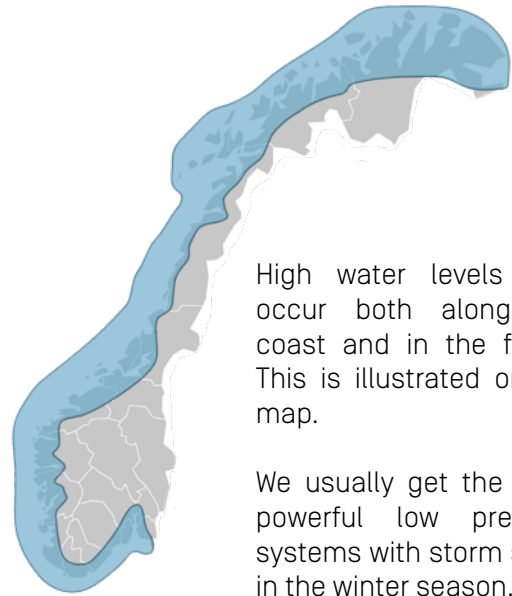 High water levels
occur both along
coast and in the f
This is illustrated o
map.
We usually get the
powerful low pre
systems with storm s
in the winter season.